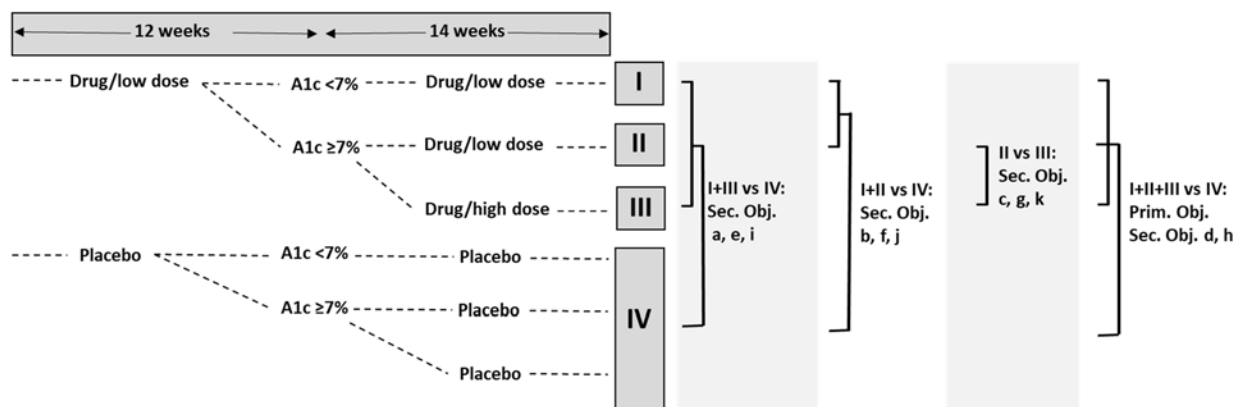 12 weeks 14 weeks
Drug/low dose A1c <7% Drug/low dose I
A1c ≥7% Drug/low dose II
Drug/high dose III
Placebo A1c <7% Placebo
A1c ≥7% Placebo IV
Placebo
I+III vs IV:
Sec. Obj.
a, e, i
I+II vs IV:
Sec. Obj.
b, f, j
II vs III:
Sec. Obj.
c, g, k
I+II+III vs IV:
Prim. Obj.
Sec. Obj. d, h